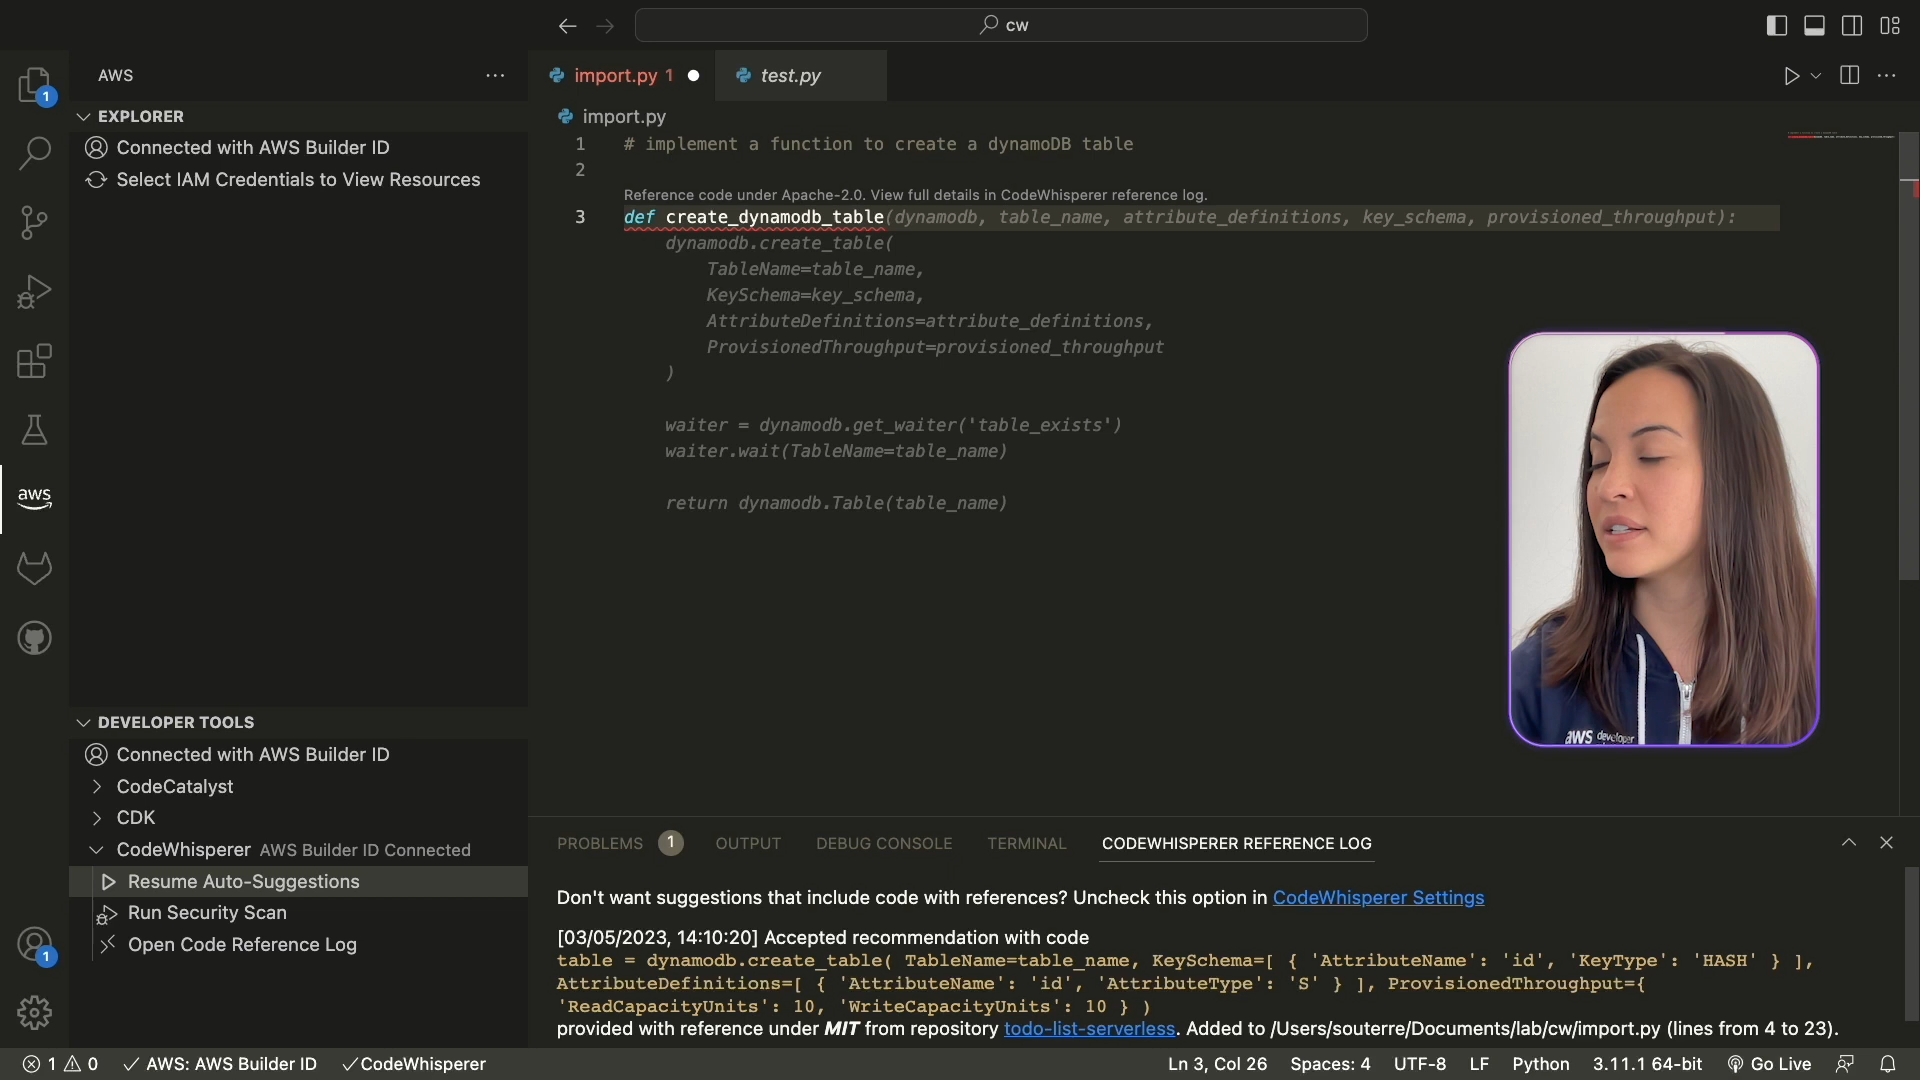 cw
AWS
import.py 1
test.py
1
EXPLORER
Connected with AWS Builder ID
Select IAM Credentials to View Resources
import.py
1 # implement a function to create a dynamoDB table
2
Reference code under Apache-2.0. View full details in CodeWhisperer reference log.
3 def create_dynamodb_table(dynamodb, table_name, attribute_definitions, key_schema, provisioned_throughput):
dynamodb.create_table(
TableName=table_name,
KeySchema=key_schema,
AttributeDefinitions=attribute_definitions,
ProvisionedThroughput=provisioned_throughput
)
waiter = dynamodb.get_waiter('table_exists')
waiter.wait(TableName=table_name)
return dynamodb.Table(table_name)
aws
aws developer
DEVELOPER TOOLS
Connected with AWS Builder ID
CodeCatalyst
CDK
CodeWhisperer AWS Builder ID Connected
Resume Auto-Suggestions
Run Security Scan
Open Code Reference Log
1
PROBLEMS 1 OUTPUT DEBUG CONSOLE TERMINAL CODEWHISPERER REFERENCE LOG
Don't want suggestions that include code with references? Uncheck this option in CodeWhisperer Settings
[03/05/2023, 14:10:20] Accepted recommendation with code
table = dynamodb.create_table( TableName=table_name, KeySchema=[ { 'AttributeName': 'id', 'KeyType': 'HASH' } ],
AttributeDefinitions=[ { 'AttributeName': 'id', 'AttributeType': 'S' } ], ProvisionedThroughput={
'ReadCapacityUnits': 10, 'WriteCapacityUnits': 10 } )
provided with reference under MIT from repository todo-list-serverless. Added to /Users/souterre/Documents/lab/cw/import.py (lines from 4 to 23).
1 0 AWS: AWS Builder ID CodeWhisperer Ln 3, Col 26 Spaces: 4 UTF-8 LF Python 3.11.1 64-bit Go Live